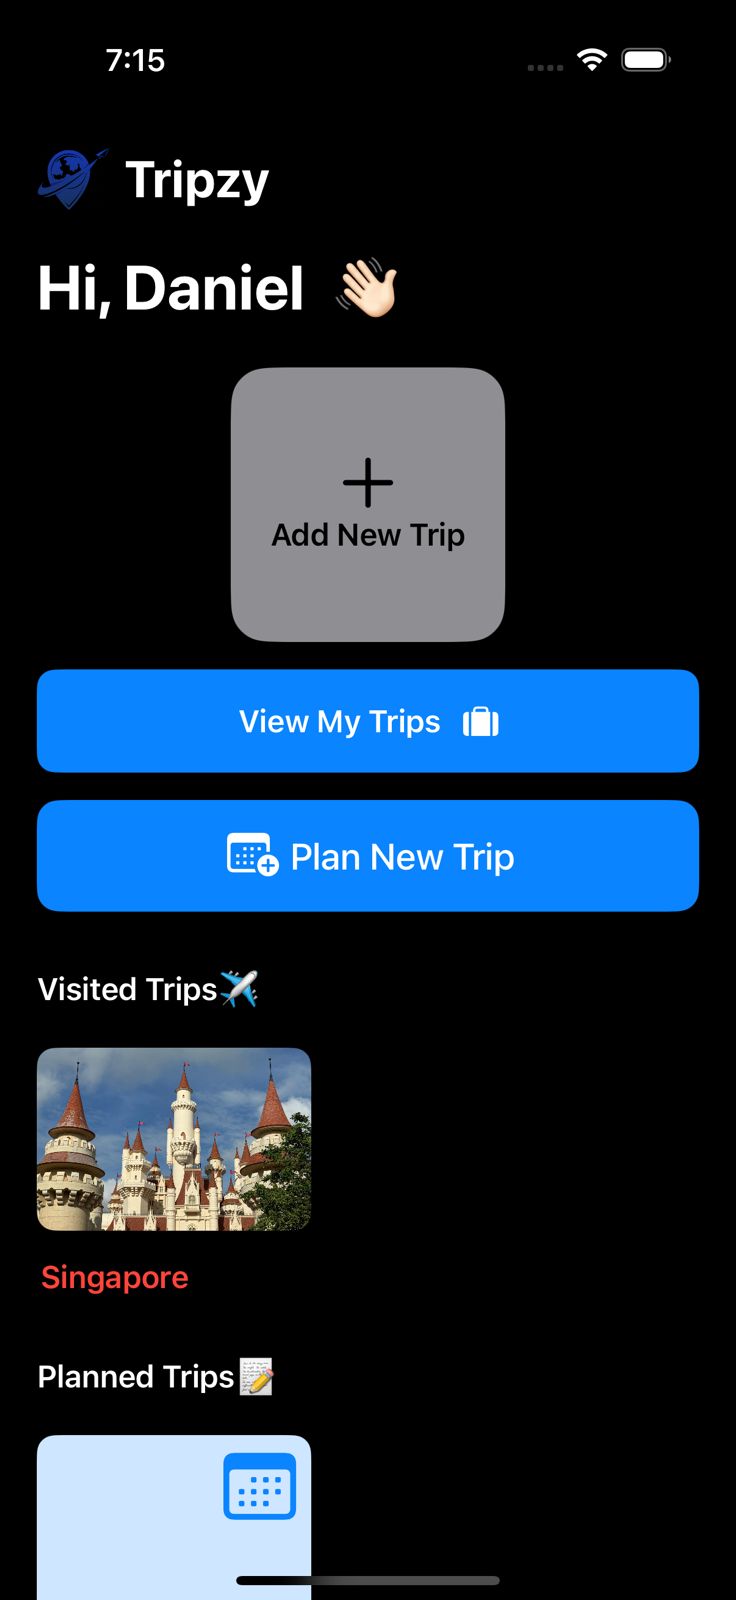 7:15
Tripzy
Hi, Daniel 👋🏻
Add New Trip
View My Trips
Plan New Trip
Visited Trips✈️
Singapore
Planned Trips📝